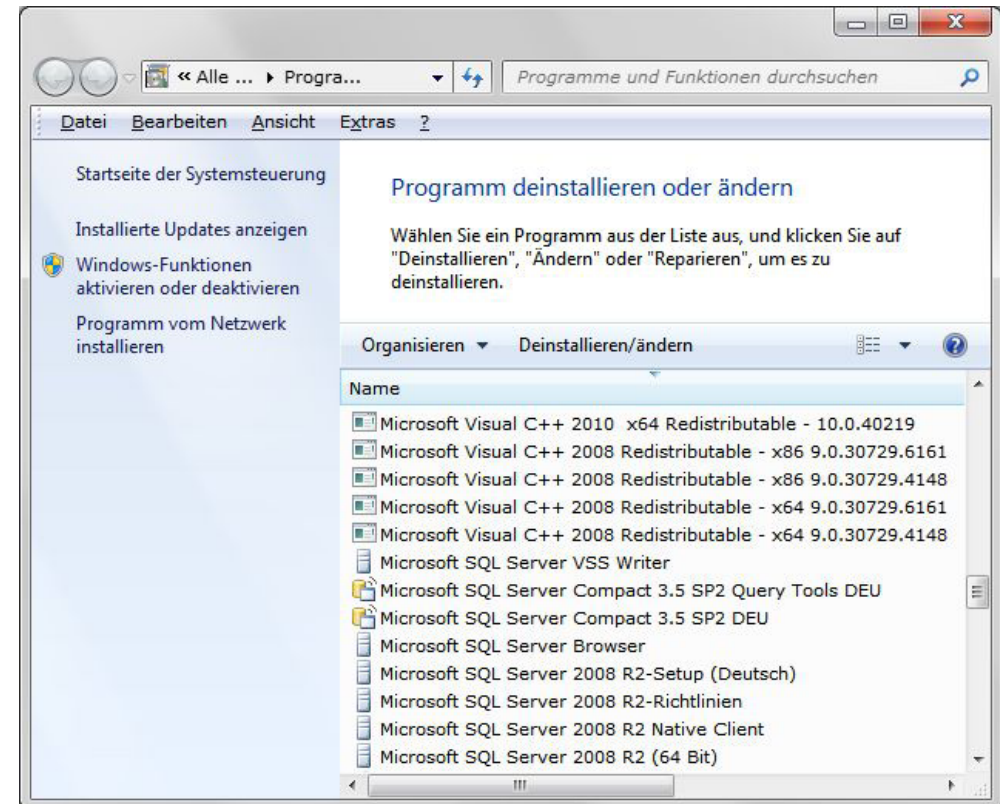 « Alle ... Progra...
Programme und Funktionen durchsuchen
Datei Bearbeiten Ansicht Extras ?
Startseite der Systemsteuerung
Installierte Updates anzeigen
Windows-Funktionen
aktivieren oder deaktivieren
Programm vom Netzwerk
installieren
Programm deinstallieren oder ändern
Wählen Sie ein Programm aus der Liste aus, und klicken Sie auf
"Deinstallieren", "Ändern" oder "Reparieren", um es zu
deinstallieren.
Organisieren Deinstallieren/ändern
Name
Microsoft Visual C++ 2010 x64 Redistributable - 10.0.40219
Microsoft Visual C++ 2008 Redistributable - x86 9.0.30729.6161
Microsoft Visual C++ 2008 Redistributable - x86 9.0.30729.4148
Microsoft Visual C++ 2008 Redistributable - x64 9.0.30729.6161
Microsoft Visual C++ 2008 Redistributable - x64 9.0.30729.4148
Microsoft SQL Server VSS Writer
Microsoft SQL Server Compact 3.5 SP2 Query Tools DEU
Microsoft SQL Server Compact 3.5 SP2 DEU
Microsoft SQL Server Browser
Microsoft SQL Server 2008 R2-Setup (Deutsch)
Microsoft SQL Server 2008 R2-Richtlinien
Microsoft SQL Server 2008 R2 Native Client
Microsoft SQL Server 2008 R2 (64 Bit)